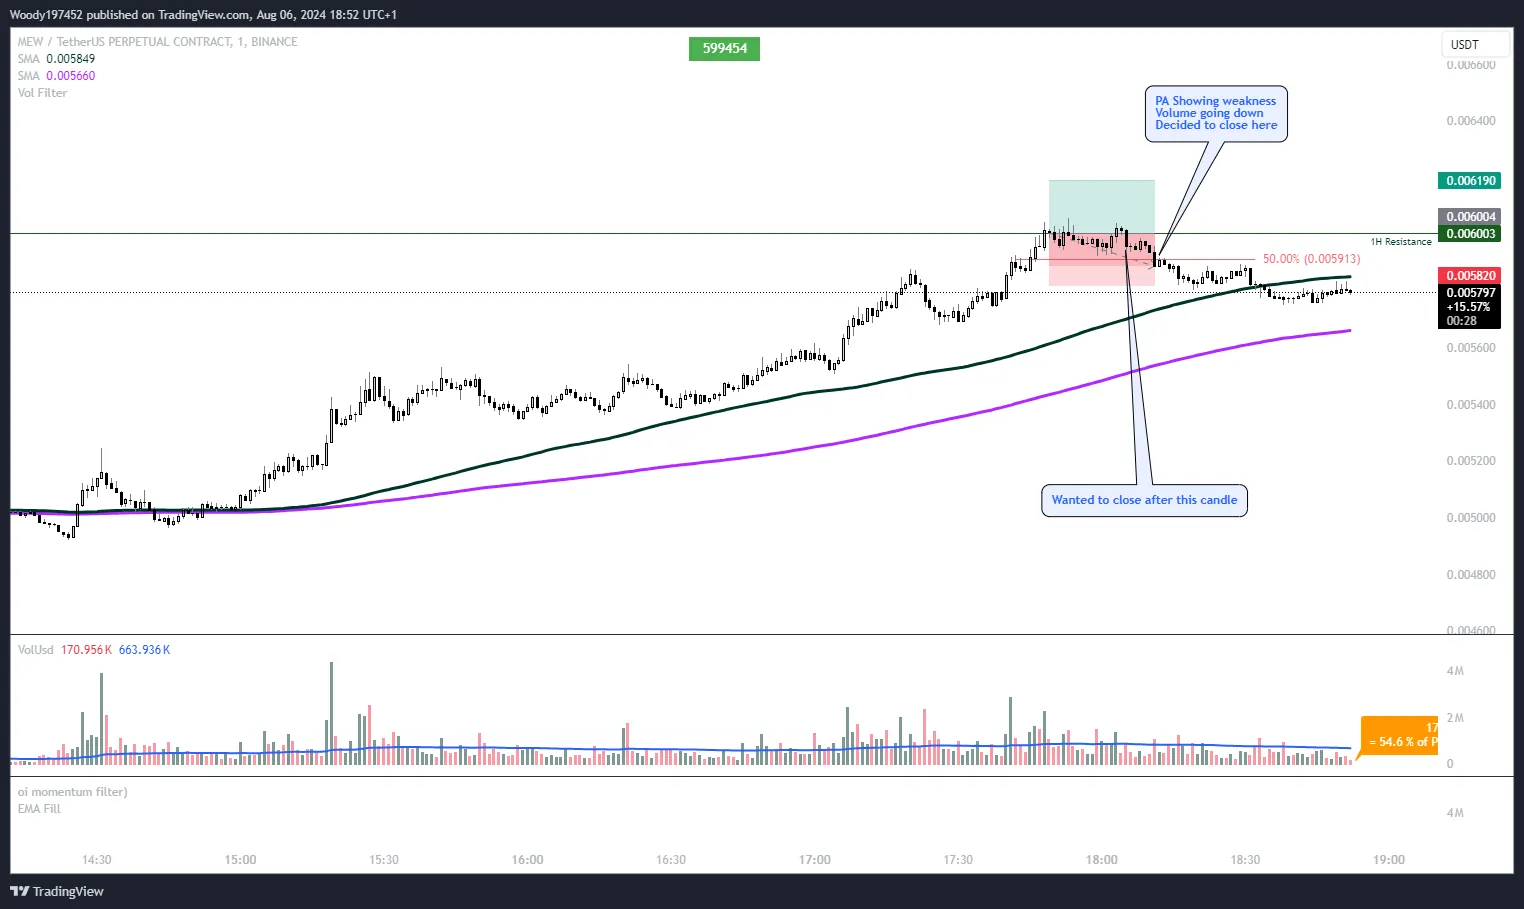 Woody197452 published on TradingView.com, Aug 06, 2024 18:52 UTC+1
MEW / TetherUS PERPETUAL CONTRACT, 1, BINANCE
SMA 0.005849
SMA 0.005660
Vol Filter
599454
USDT
0.006600
0.006400
PA Showing weakness
Volume going down
Decided to close here
0.006190
0.006004
0.006003
1H Resistance
50.00% (0.005913)
0.005820
0.005797
+15.57%
00:28
0.005600
0.005400
0.005200
Wanted to close after this candle
0.005000
0.004800
0.004600
VolUsd 170.956K 663.936K
4M
2M
17
= 54.6 % of P
0
oi momentum filter)
EMA Fill
4M
14:30 15:00 15:30 16:00 16:30 17:00 17:30 18:00 18:30 19:00
TradingView